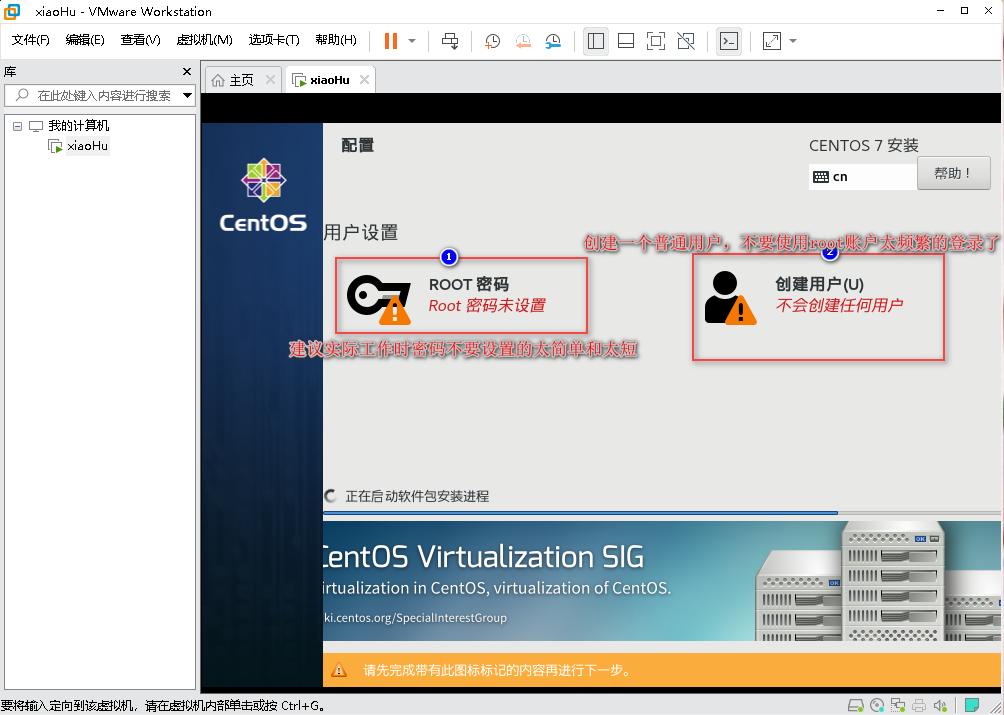 xiaoHu - VMware Workstation
文件(F) 编辑(E) 查看(V) 虚拟机(M) 选项卡(T) 帮助(H)
库
在此处键入内容进行搜索
我的计算机
xiaoHu
主页
xiaoHu
配置
CENTOS 7 安装
cn
帮助！
CentOS
用户设置
创建一个普通用户，不要使用root账户太频繁的登录了
1
2
ROOT 密码
Root 密码未设置
创建用户(U)
不会创建任何用户
建议实际工作时密码不要设置的太简单和太短
正在启动软件包安装进程
CentOS Virtualization SIG
irtualization in CentOS, virtualization of CentOS.
ki.centos.org/SpecialInterestGroup
OK
OK
请先完成带有此图标标记的内容再进行下一步。
要将输入定向到该虚拟机，请在虚拟机内部单击或按 Ctrl+G。